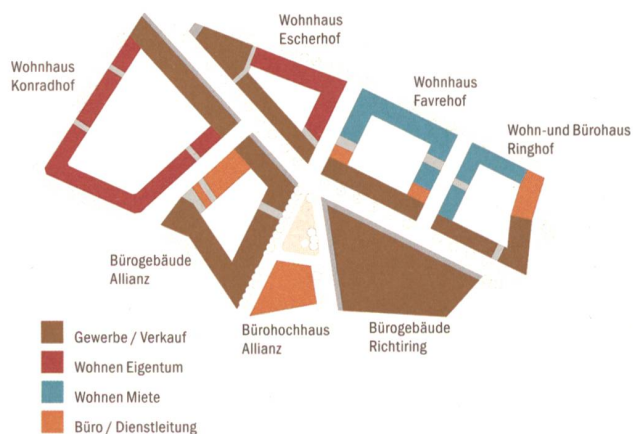 Wohnhaus
Escherhof
Wohnhaus
Konradhof
Wohnhaus
Favrehof
Wohn-und Bürohaus
Ringhof
Bürogebäude
Allianz
Bürohochhaus
Allianz
Bürogebäude
Richtiring
Gewerbe / Verkauf
Wohnen Eigentum
Wohnen Miete
Büro / Dienstleitung